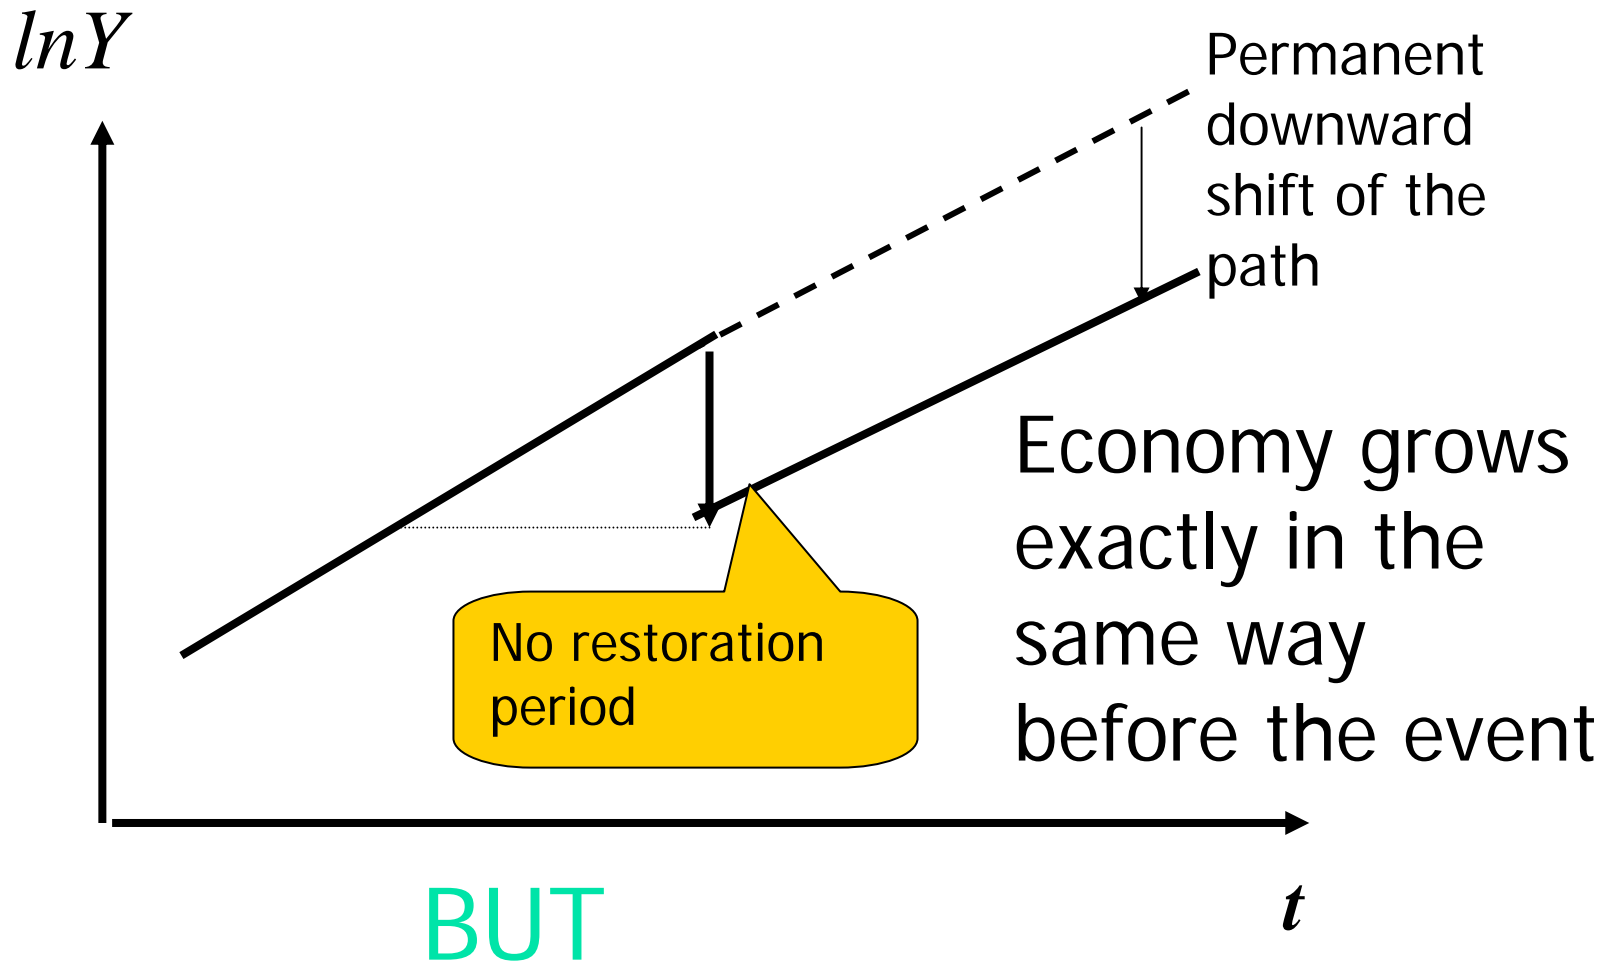 lnY
Permanent
downward
shift of the
path
Economy grows
exactly in the
same way
before the event
No restoration
period
t
BUT